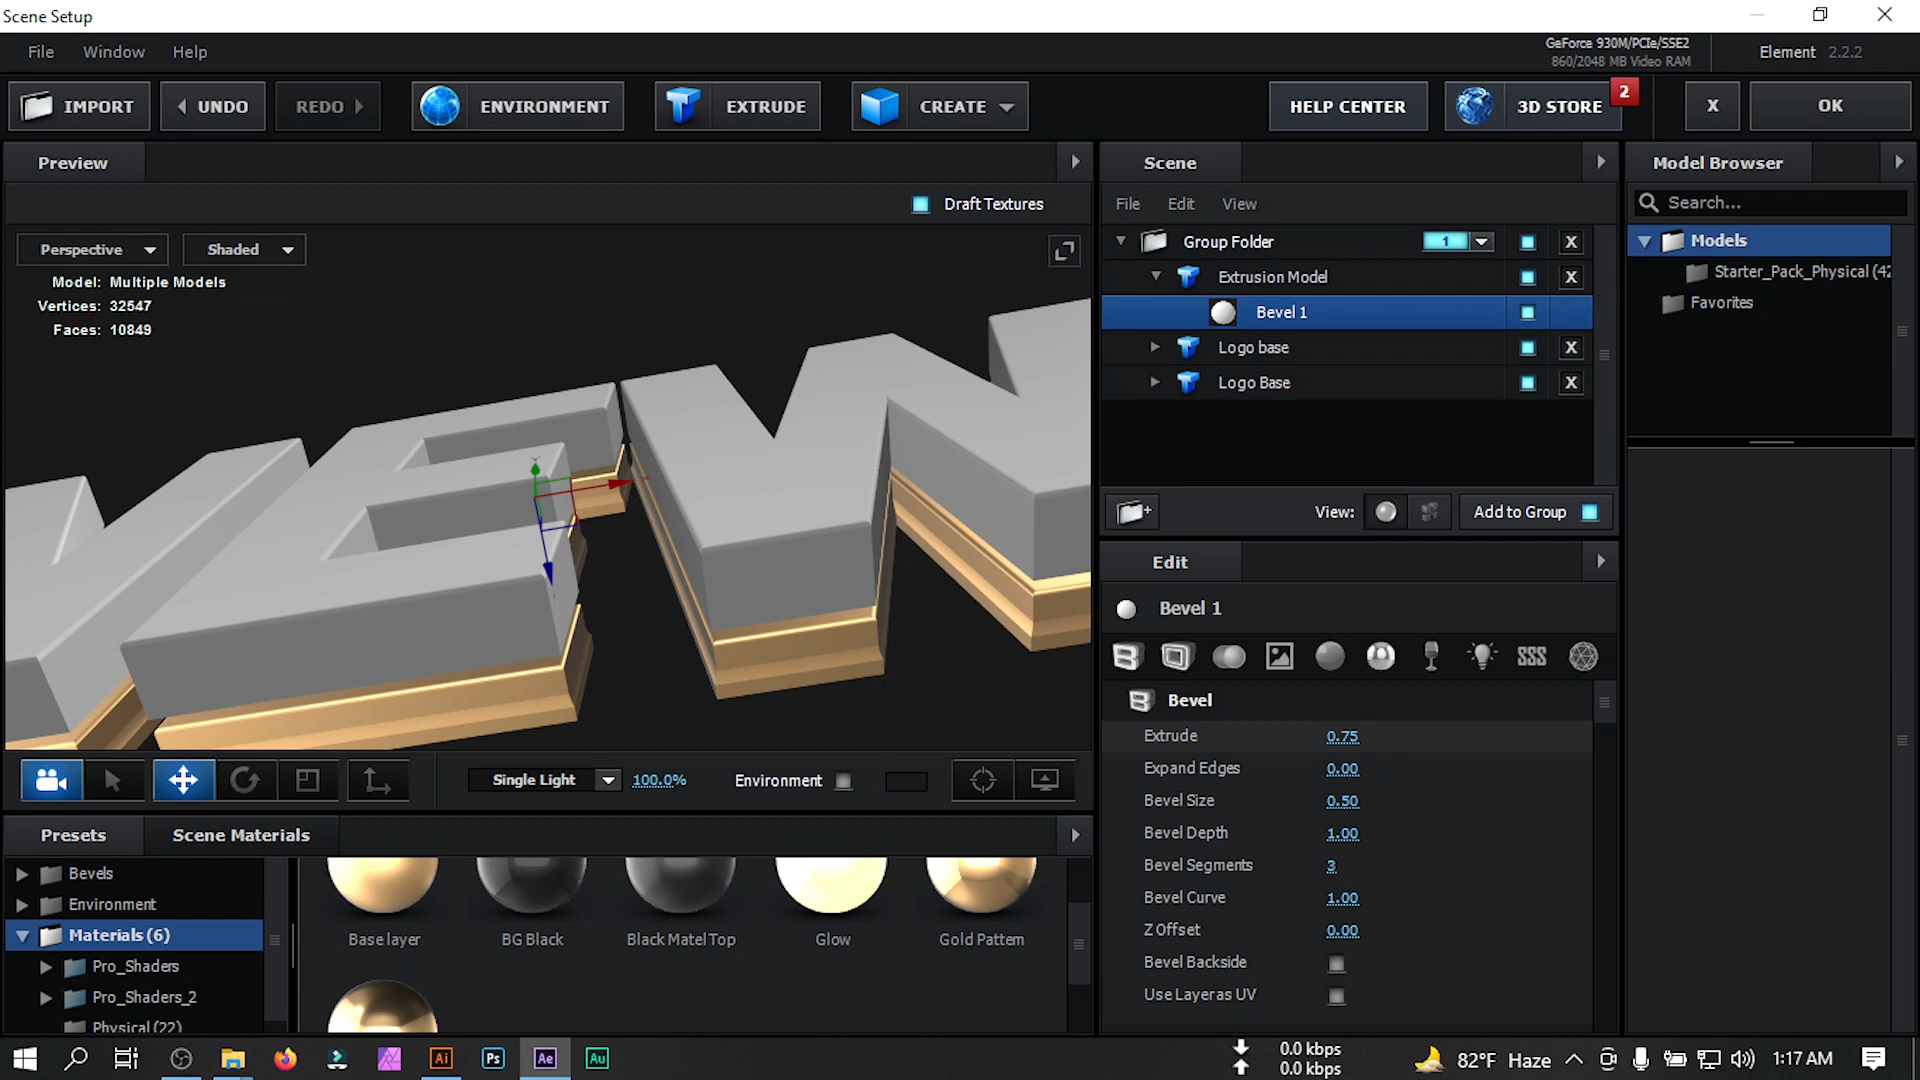 Scene Setup
File Window Help
GeForce 930M/PCIe/SSE2
860/2048 MB Video RAM
Element 2.2.2
IMPORT
UNDO
REDO
ENVIRONMENT
EXTRUDE
CREATE
HELP CENTER
3D STORE
2
X
OK
Preview
Draft Textures
Perspective
Shaded
Model: Multiple Models
Vertices: 32547
Faces: 10849
Single Light
100.0%
Environment
Presets
Scene Materials
Bevels
Environment
Materials (6)
Pro_Shaders
Pro_Shaders_2
Physical (22)
Base layer
BG Black
Black Matel Top
Glow
Gold Pattern
Scene
File Edit View
Group Folder
1
X
Extrusion Model
X
Bevel 1
Logo base
X
Logo Base
X
View:
Add to Group
Edit
Bevel 1
SSS
Bevel
Extrude 0.75
Expand Edges 0.00
Bevel Size 0.50
Bevel Depth 1.00
Bevel Segments 3
Bevel Curve 1.00
Z Offset 0.00
Bevel Backside
Use Layer as UV
Model Browser
Search...
Models
Starter_Pack_Physical (42
Favorites
Ai
Ps
Ae
Au
0.0 kbps
0.0 kbps
82°F Haze
1:17 AM